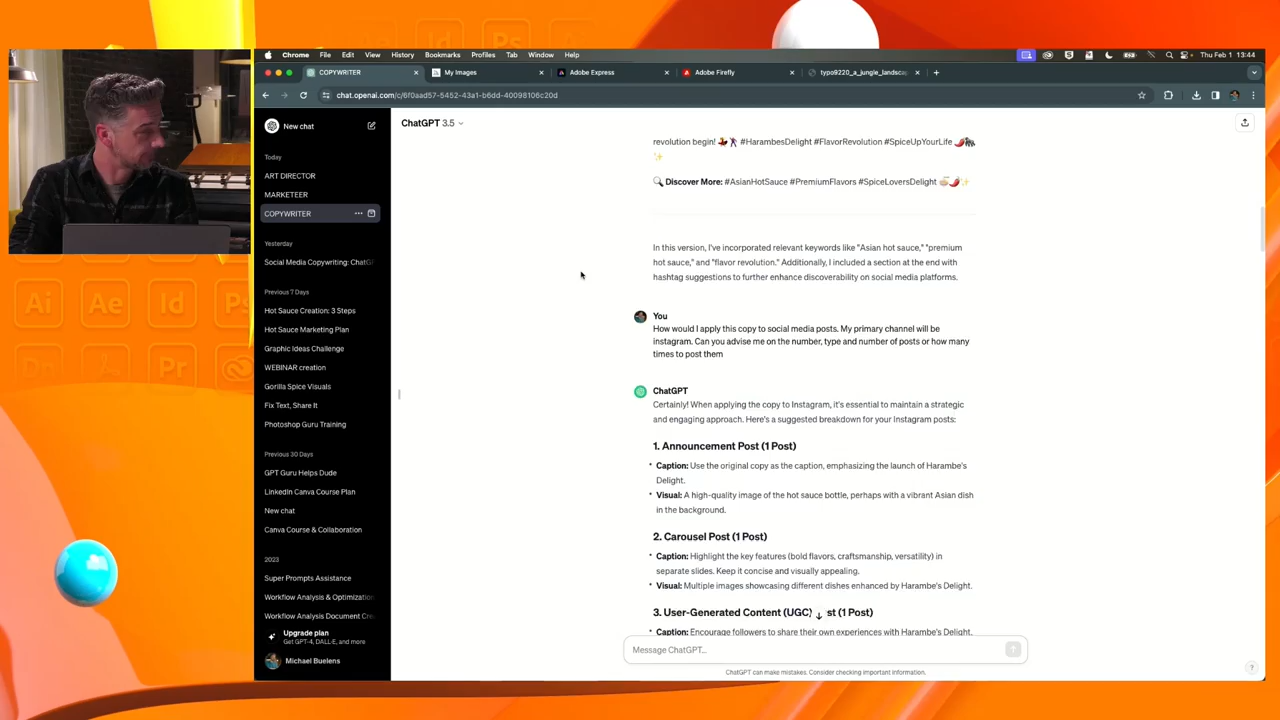 Chrome File Edit View History Bookmarks Profiles Tab Window Help
Thu Feb 1 13:44
COPYWRITER
My Images
Adobe Express
Adobe Firefly
typo9220_a_jungle_landsca
chat.openai.com/c/6f0aad57-5452-43a1-b6dd-40098106c20d
New chat
Today
ART DIRECTOR
MARKETEER
COPYWRITER
Yesterday
Social Media Copywriting: ChatG
Previous 7 Days
Hot Sauce Creation: 3 Steps
Hot Sauce Marketing Plan
Graphic Ideas Challenge
WEBINAR creation
Gorilla Spice Visuals
Fix Text, Share It
Photoshop Guru Training
Previous 30 Days
GPT Guru Helps Dude
LinkedIn Canva Course Plan
New chat
Canva Course & Collaboration
2023
Super Prompts Assistance
Workflow Analysis & Optimization
Workflow Analysis Document Cre
Upgrade plan
Get GPT-4, DALL·E, and more
Michael Buelens
ChatGPT 3.5
revolution begin! 💃🕺 #HarambesDelight #FlavorRevolution #SpiceUpYourLife 🌶️🦍
✨
🔍 Discover More: #AsianHotSauce #PremiumFlavors #SpiceLoversDelight 🍜🌶️✨
In this version, I've incorporated relevant keywords like "Asian hot sauce," "premium
hot sauce," and "flavor revolution." Additionally, I included a section at the end with
hashtag suggestions to further enhance discoverability on social media platforms.
You
How would I apply this copy to social media posts. My primary channel will be
instagram. Can you advise me on the number, type and number of posts or how many
times to post them
ChatGPT
Certainly! When applying the copy to Instagram, it's essential to maintain a strategic
and engaging approach. Here's a suggested breakdown for your Instagram posts:
1. Announcement Post (1 Post)
• Caption: Use the original copy as the caption, emphasizing the launch of Harambe's
Delight.
• Visual: A high-quality image of the hot sauce bottle, perhaps with a vibrant Asian dish
in the background.
2. Carousel Post (1 Post)
• Caption: Highlight the key features (bold flavors, craftsmanship, versatility) in
separate slides. Keep it concise and visually appealing.
• Visual: Multiple images showcasing different dishes enhanced by Harambe's Delight.
3. User-Generated Content (UGC) st (1 Post)
• Caption: Encourage followers to share their own experiences with Harambe's Delight.
Message ChatGPT...
ChatGPT can make mistakes. Consider checking important information.
?
Ai
Ae
Id
Ps
Dn
Pr